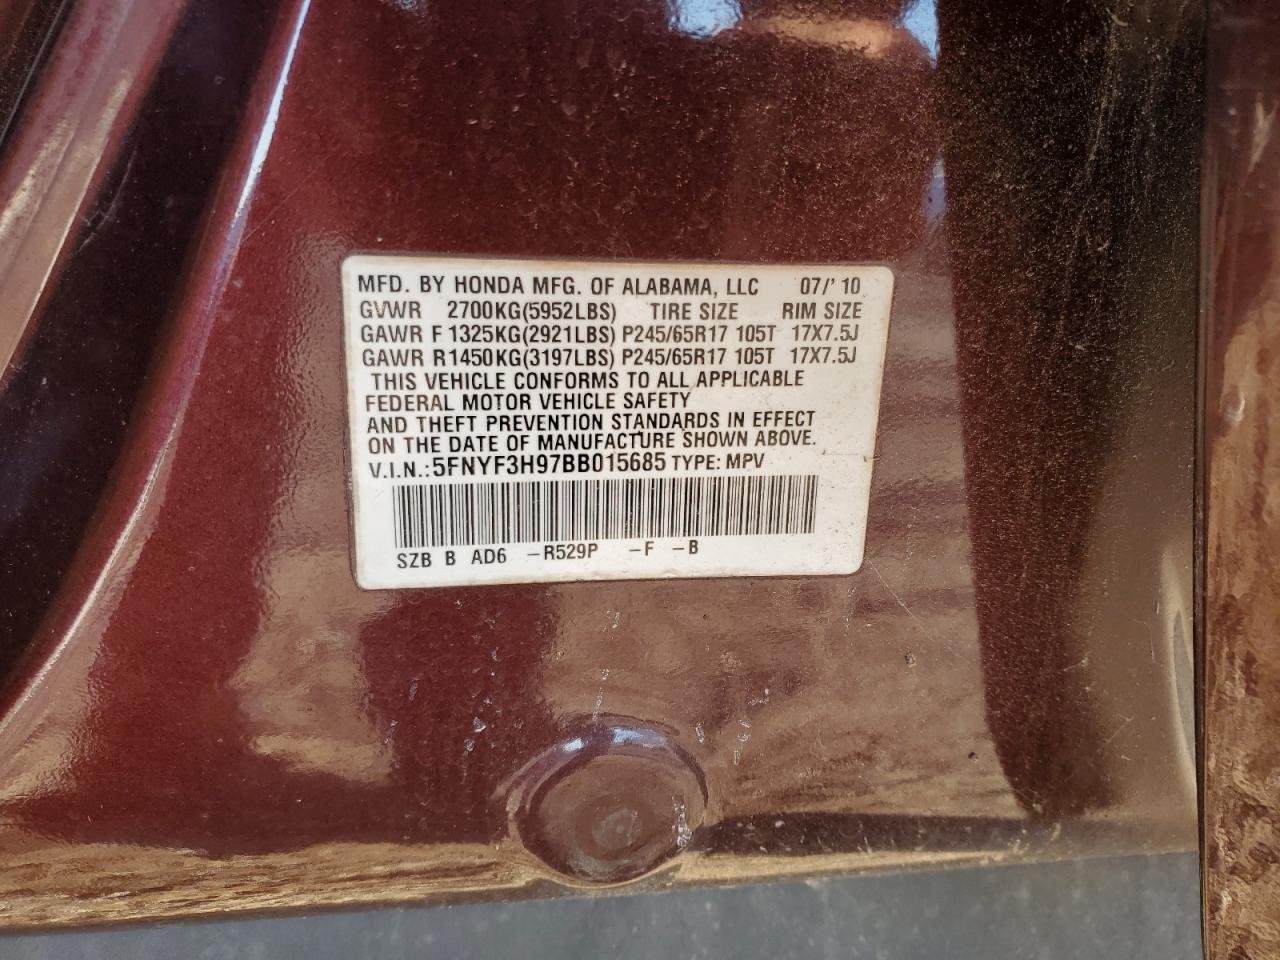 MFD. BY HONDA MFG. OF ALABAMA, LLC 07/'10
GVWR 2700KG(5952LBS) TIRE SIZE RIM SIZE
GAWR F 1325KG(2921LBS) P245/65R17 105T 17X7.5J
GAWR R1450KG(3197LBS) P245/65R17 105T 17X7.5J
THIS VEHICLE CONFORMS TO ALL APPLICABLE
FEDERAL MOTOR VEHICLE SAFETY
AND THEFT PREVENTION STANDARDS IN EFFECT
ON THE DATE OF MANUFACTURE SHOWN ABOVE.
V.I.N.:5FNYF3H97BB015685 TYPE: MPV
SZB B AD6 -R529P -F -B